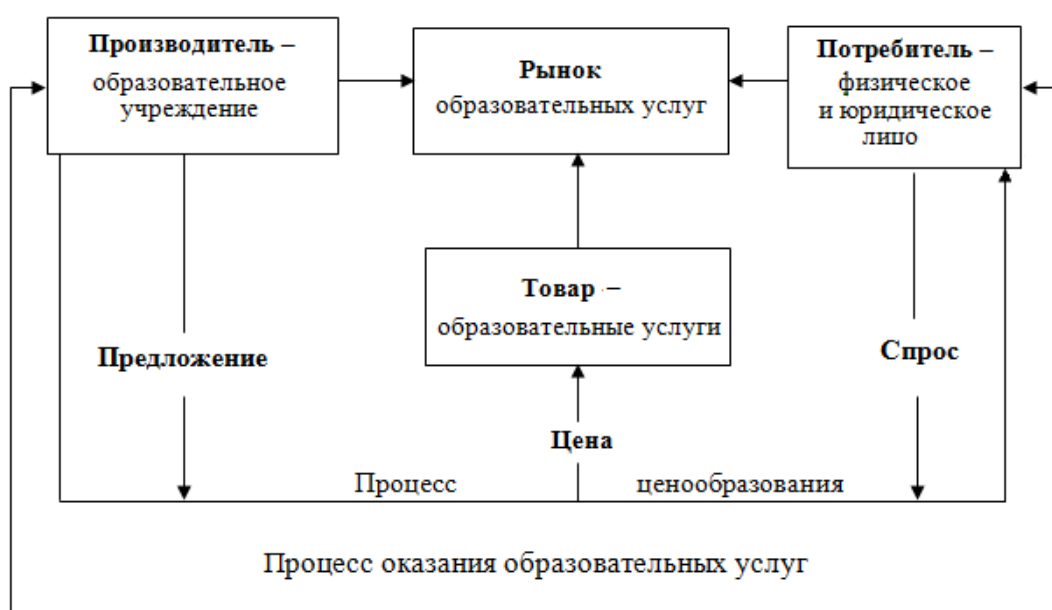 Производитель –
образовательное
учреждение
Рынок
образовательных услуг
Потребитель –
физическое
и юридическое
лицо
Товар –
образовательные услуги
Предложение
Спрос
Цена
Процесс ценообразования
Процесс оказания образовательных услуг